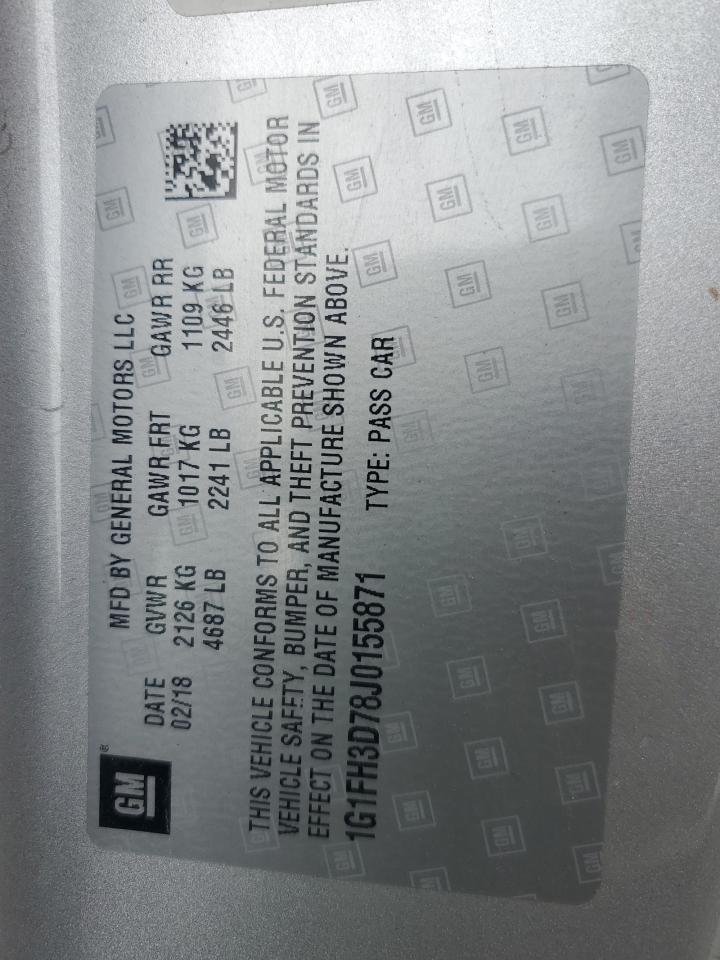 GM ®
MFD BY GENERAL MOTORS LLC
DATE GVWR GAWR FRT GAWR RR
02/18 2126 KG 1017 KG 1109 KG
4687 LB 2241 LB 2446 LB
THIS VEHICLE CONFORMS TO ALL APPLICABLE U.S. FEDERAL MOTOR
VEHICLE SAFETY, BUMPER, AND THEFT PREVENTION STANDARDS IN
EFFECT ON THE DATE OF MANUFACTURE SHOWN ABOVE.
1G1FH3D78J0155871 TYPE: PASS CAR